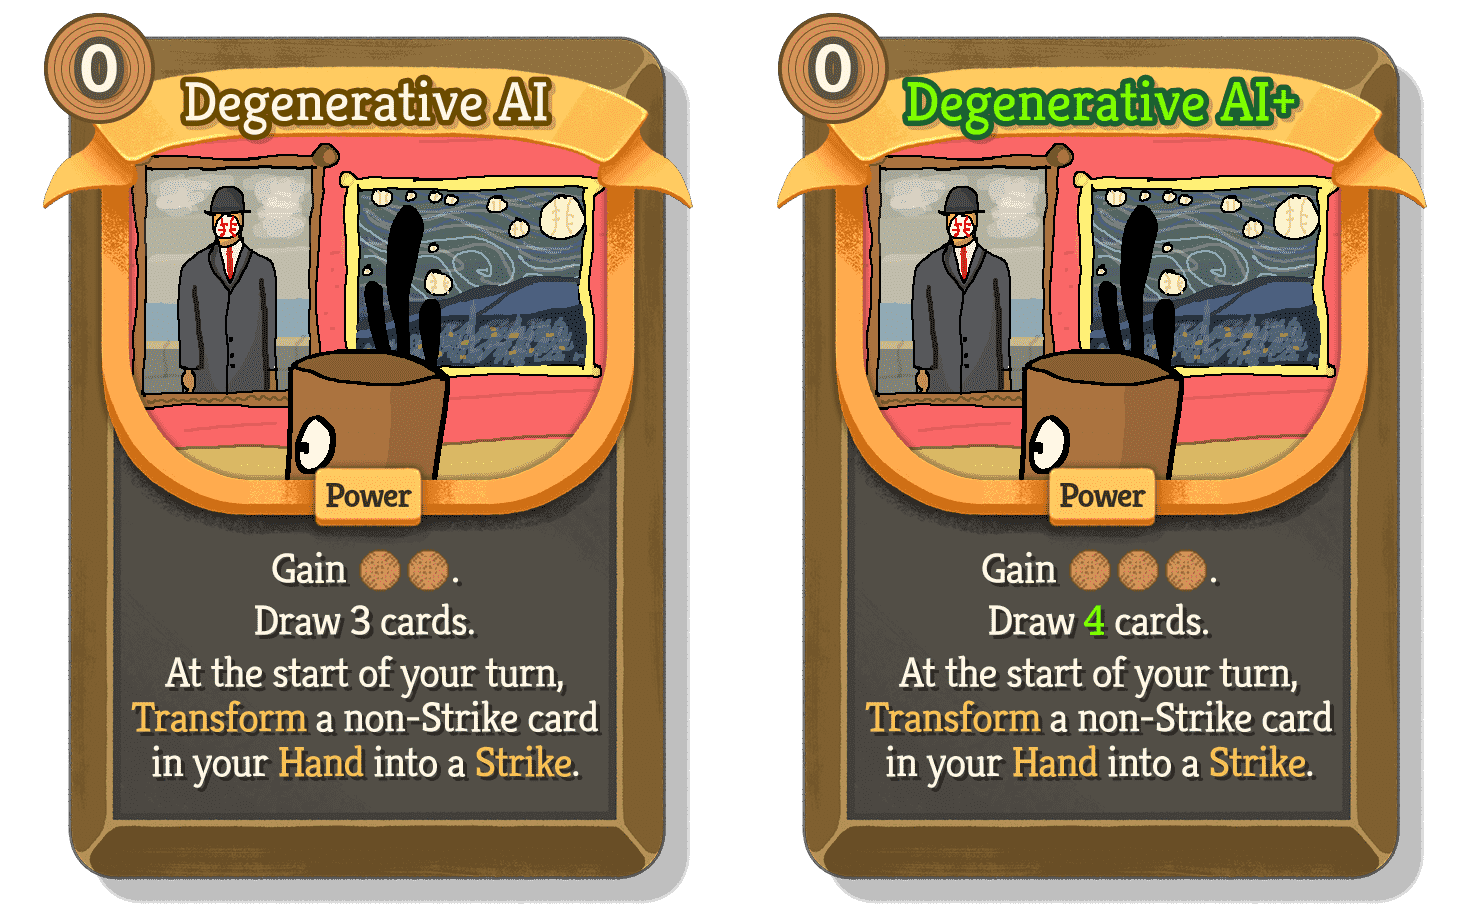 0
Degenerative AI
Power
Gain .
Draw 3 cards.
At the start of your turn,
Transform a non-Strike card
in your Hand into a Strike.
0
Degenerative AI+
Power
Gain .
Draw 4 cards.
At the start of your turn,
Transform a non-Strike card
in your Hand into a Strike.